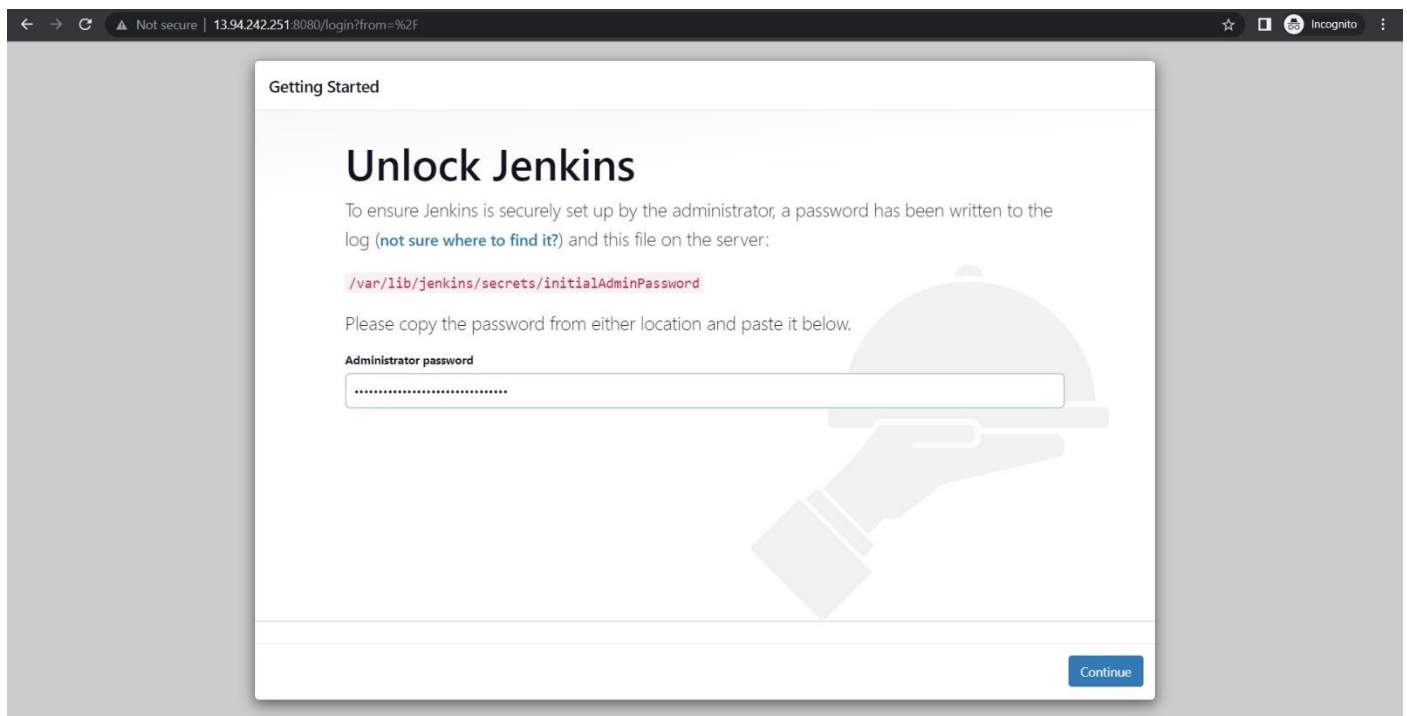 Not secure | 13.94.242.251:8080/login?from=%2F
Incognito
Getting Started
Unlock Jenkins
To ensure Jenkins is securely set up by the administrator, a password has been written to the
log (not sure where to find it?) and this file on the server:
/var/lib/jenkins/secrets/initialAdminPassword
Please copy the password from either location and paste it below.
Administrator password
Continue